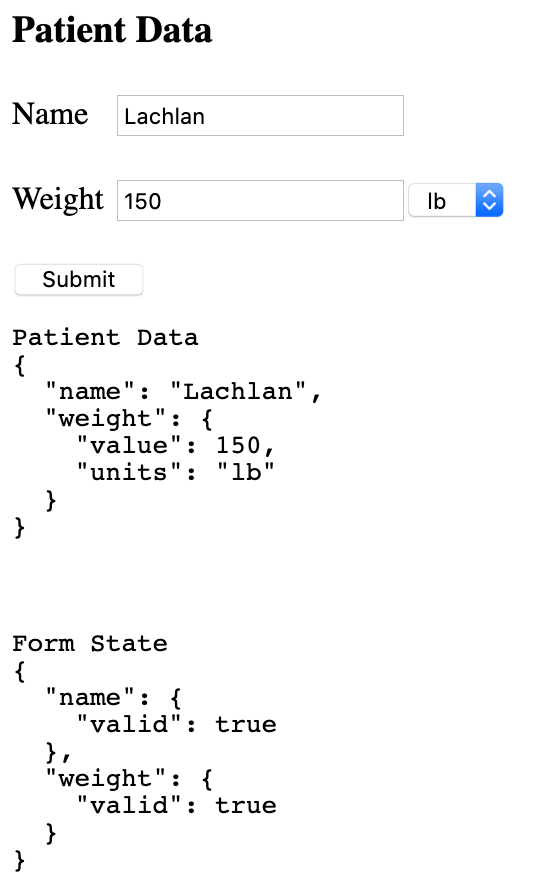 Patient Data
Name Lachlan
Weight 150 lb
Submit
Patient Data
{
  "name": "Lachlan",
  "weight": {
    "value": 150,
    "units": "lb"
  }
}
Form State
{
  "name": {
    "valid": true
  },
  "weight": {
    "valid": true
  }
}